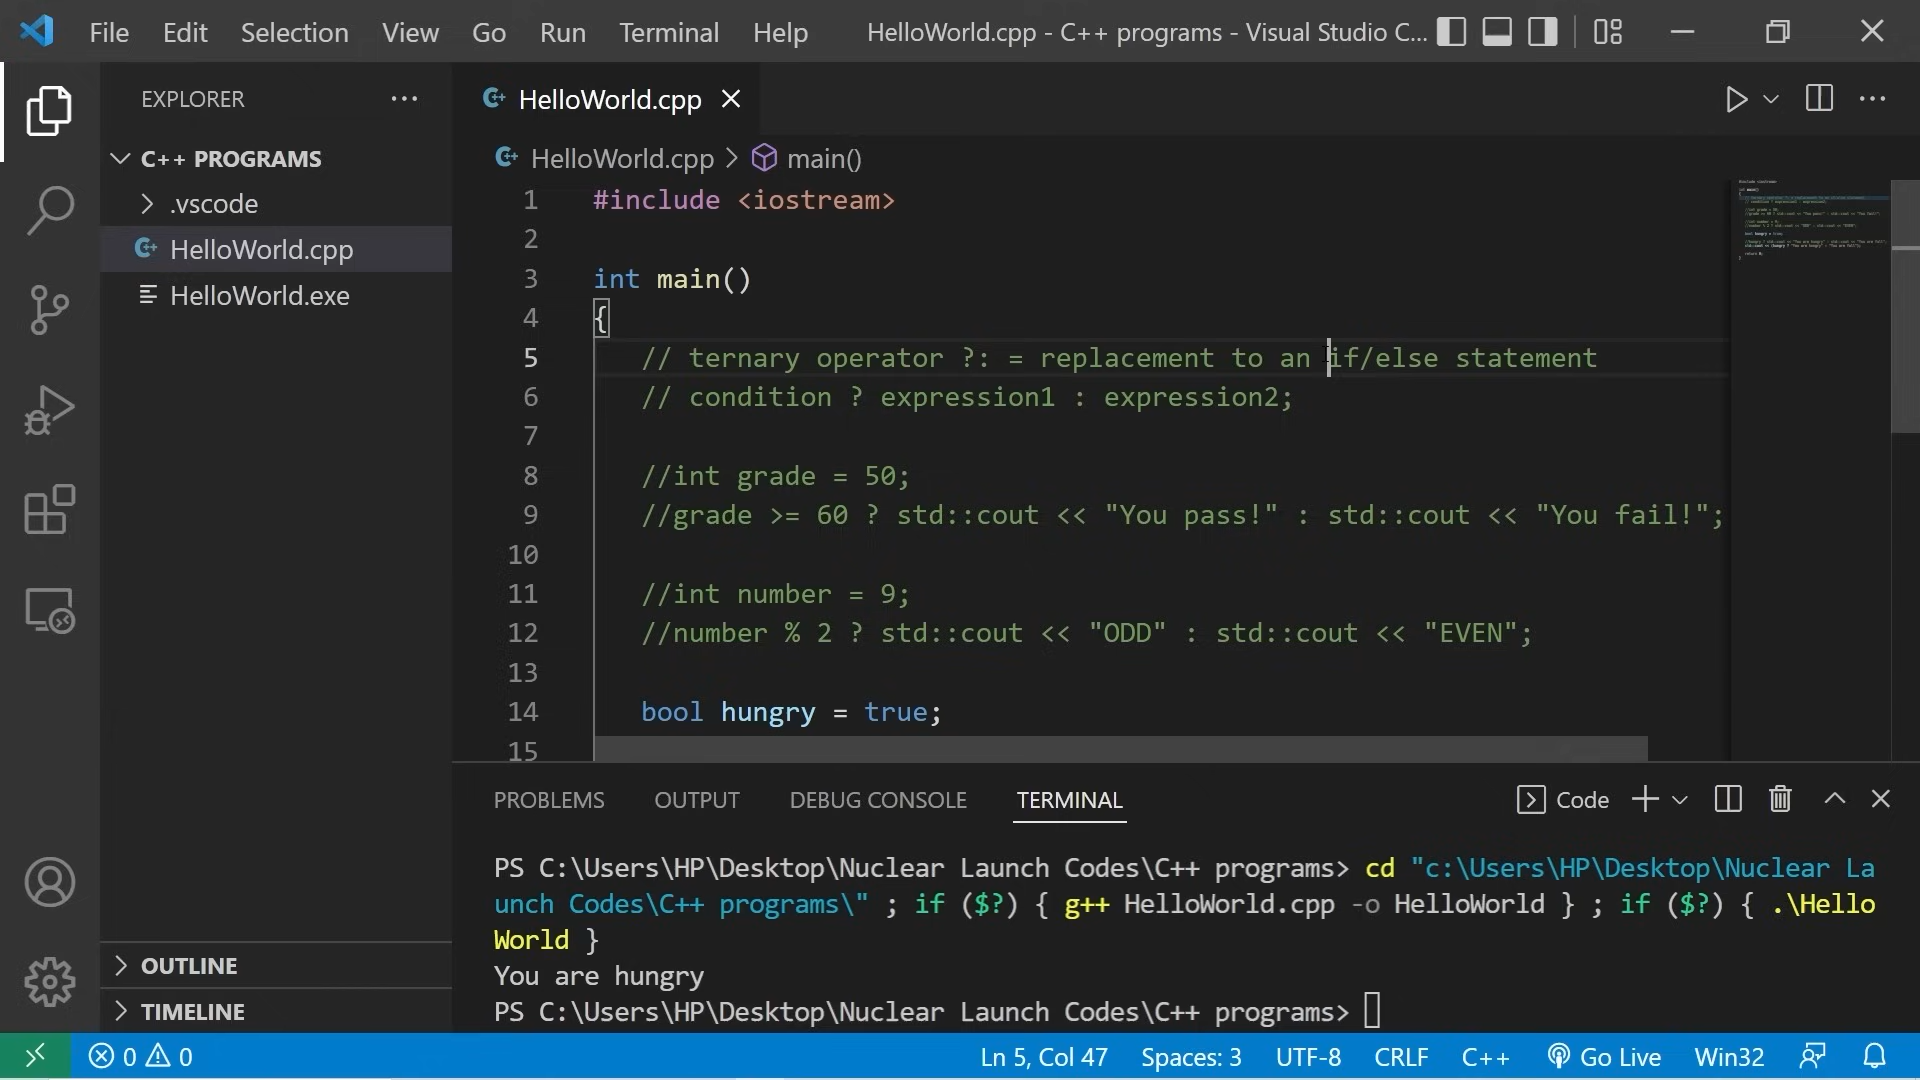 File Edit Selection View Go Run Terminal Help HelloWorld.cpp - C++ programs - Visual Studio C...
EXPLORER
C++ PROGRAMS
.vscode
HelloWorld.cpp
HelloWorld.exe
OUTLINE
TIMELINE
HelloWorld.cpp
HelloWorld.cpp > main()
1 #include <iostream>
2
3 int main()
4 {
5 // ternary operator ?: = replacement to an if/else statement
6 // condition ? expression1 : expression2;
7
8 //int grade = 50;
9 //grade >= 60 ? std::cout << "You pass!" : std::cout << "You fail!";
10
11 //int number = 9;
12 //number % 2 ? std::cout << "ODD" : std::cout << "EVEN";
13
14 bool hungry = true;
15
PROBLEMS OUTPUT DEBUG CONSOLE TERMINAL Code
PS C:\Users\HP\Desktop\Nuclear Launch Codes\C++ programs> cd "c:\Users\HP\Desktop\Nuclear La
unch Codes\C++ programs\" ; if ($?) { g++ HelloWorld.cpp -o HelloWorld } ; if ($?) { .\Hello
World }
You are hungry
PS C:\Users\HP\Desktop\Nuclear Launch Codes\C++ programs>
0 0 Ln 5, Col 47 Spaces: 3 UTF-8 CRLF C++ Go Live Win32